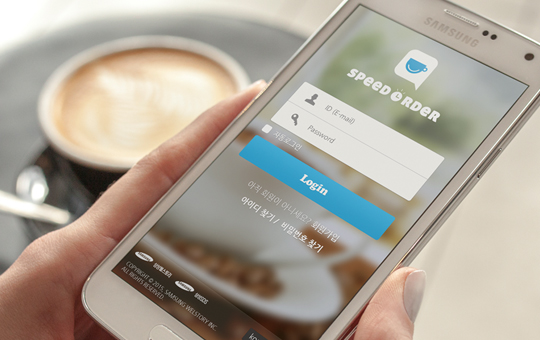 SAMSUNG
SPEED ORDER
ID (E-mail)
Password
자동로그인
Login
아직 회원이 아니세요? 회원가입
아이디 찾기 / 비밀번호 찾기
COPYRIGHT © 2015, SAMSUNG WELSTORY INC.
ALL RIGHTS RESERVED.